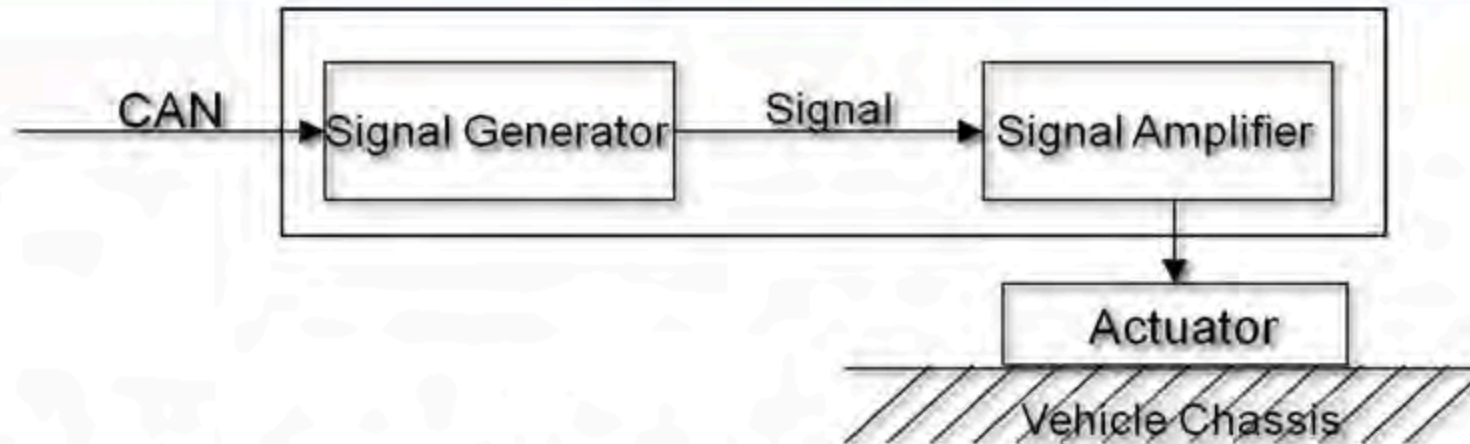 CAN
Signal Generator
Signal
Signal Amplifier
Actuator
Vehicle Chassis